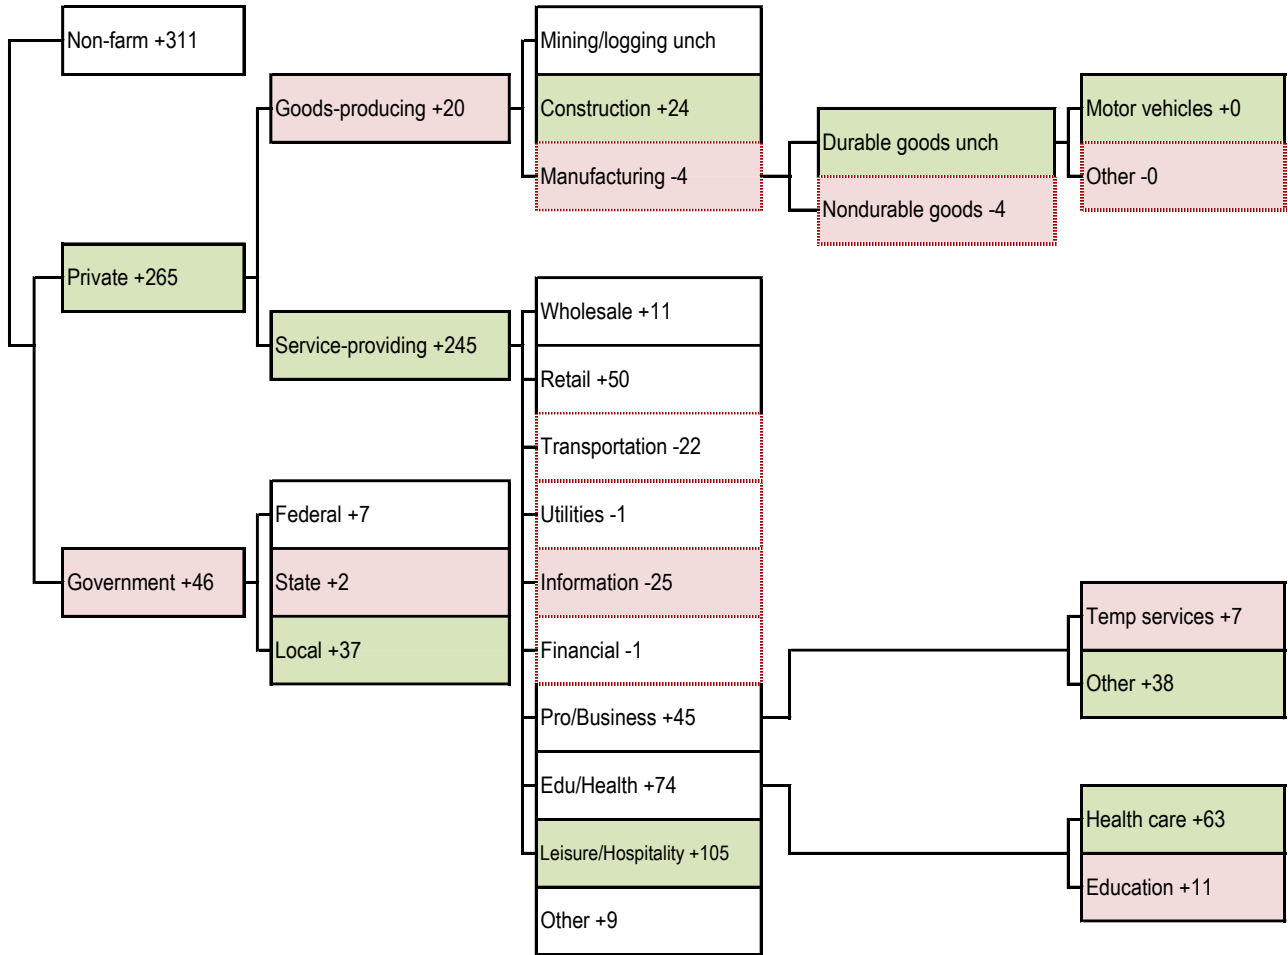 Non-farm +311
Private +265
Government +46
Goods-producing +20
Service-providing +245
Federal +7
State +2
Local +37
Mining/logging unch
Construction +24
Manufacturing -4
Wholesale +11
Retail +50
Transportation -22
Utilities -1
Information -25
Financial -1
Pro/Business +45
Edu/Health +74
Leisure/Hospitality +105
Other +9
Durable goods unch
Nondurable goods -4
Motor vehicles +0
Other -0
Temp services +7
Other +38
Health care +63
Education +11